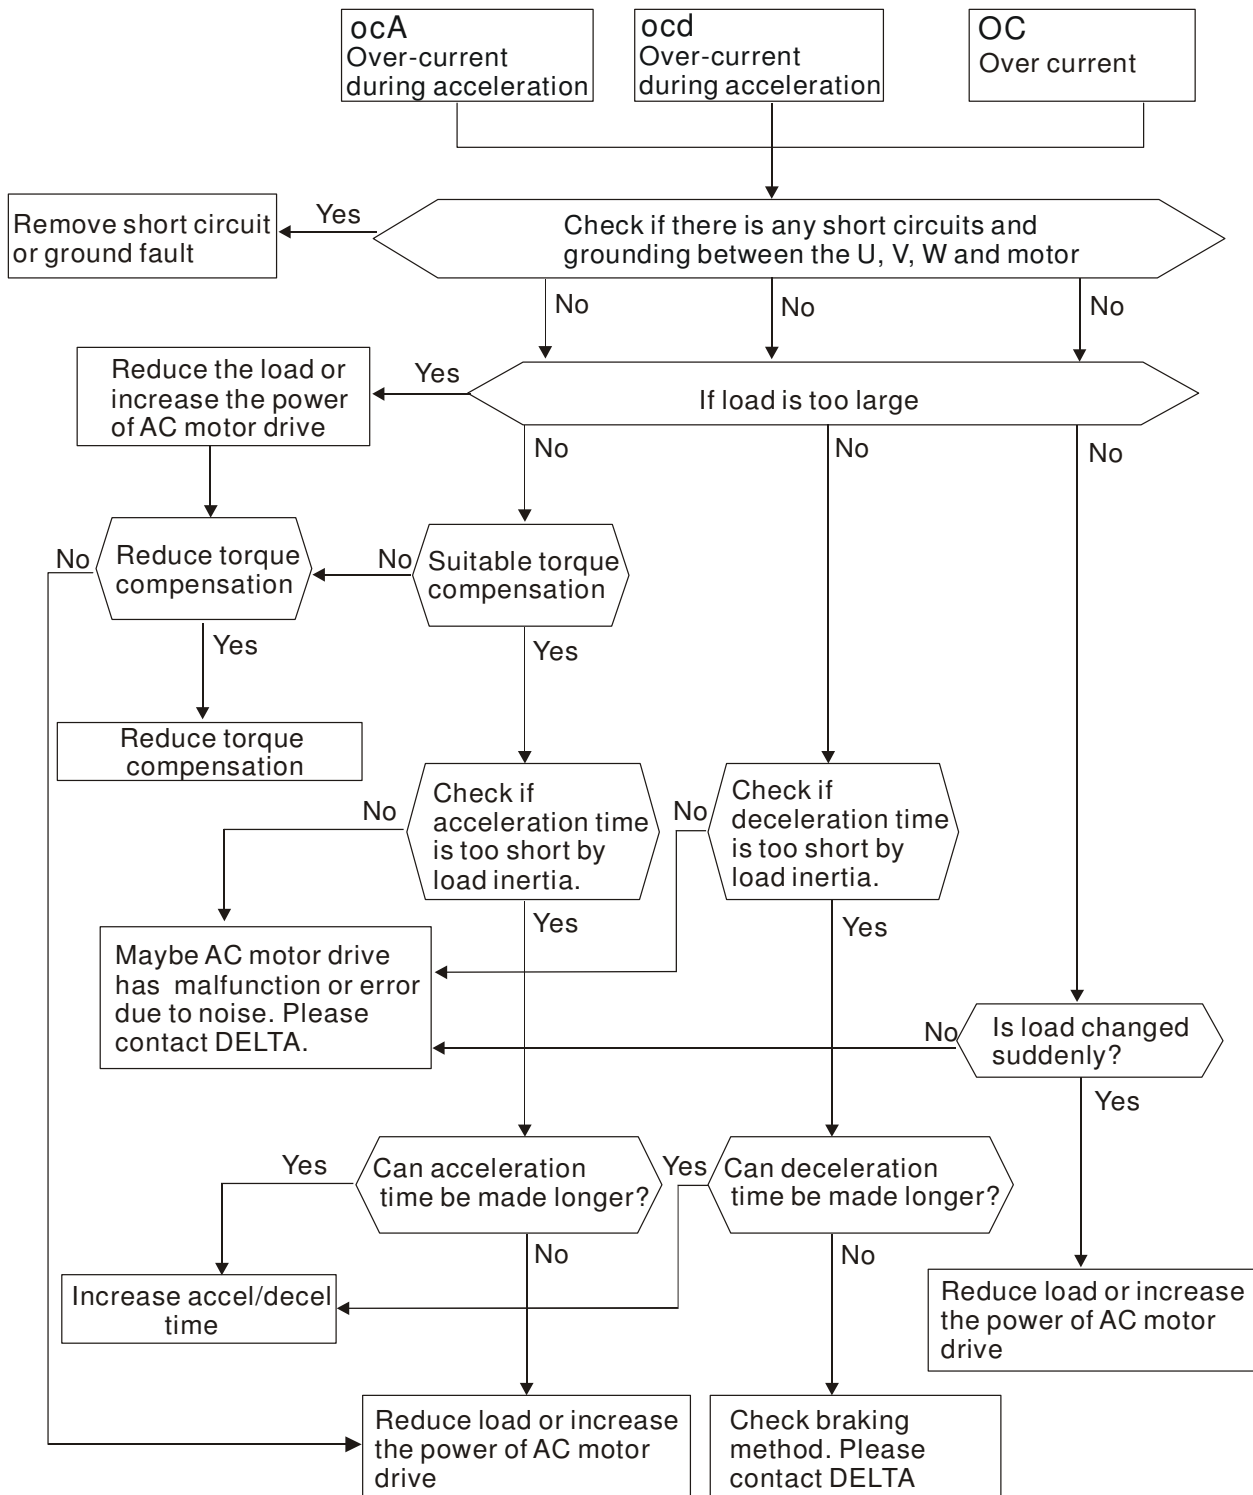 ocA
Over-current
during acceleration
ocd
Over-current
during acceleration
OC
Over current
Remove short circuit
or ground fault
Yes
Check if there is any short circuits and
grounding between the U, V, W and motor
No
No
No
Reduce the load or
increase the power
of AC motor drive
Yes
If load is too large
No
No
No
No
Reduce torque
compensation
No
Suitable torque
compensation
Yes
Yes
Reduce torque
compensation
No
Check if
acceleration time
is too short by
load inertia.
No
Check if
deceleration time
is too short by
load inertia.
Yes
Yes
Maybe AC motor drive
has malfunction or error
due to noise. Please
contact DELTA.
No
Is load changed
suddenly?
Yes
Yes
Can acceleration
time be made longer?
Yes
Can deceleration
time be made longer?
No
No
Increase accel/decel
time
Reduce load or increase
the power of AC motor
drive
Reduce load or increase
the power of AC motor
drive
Check braking
method. Please
contact DELTA